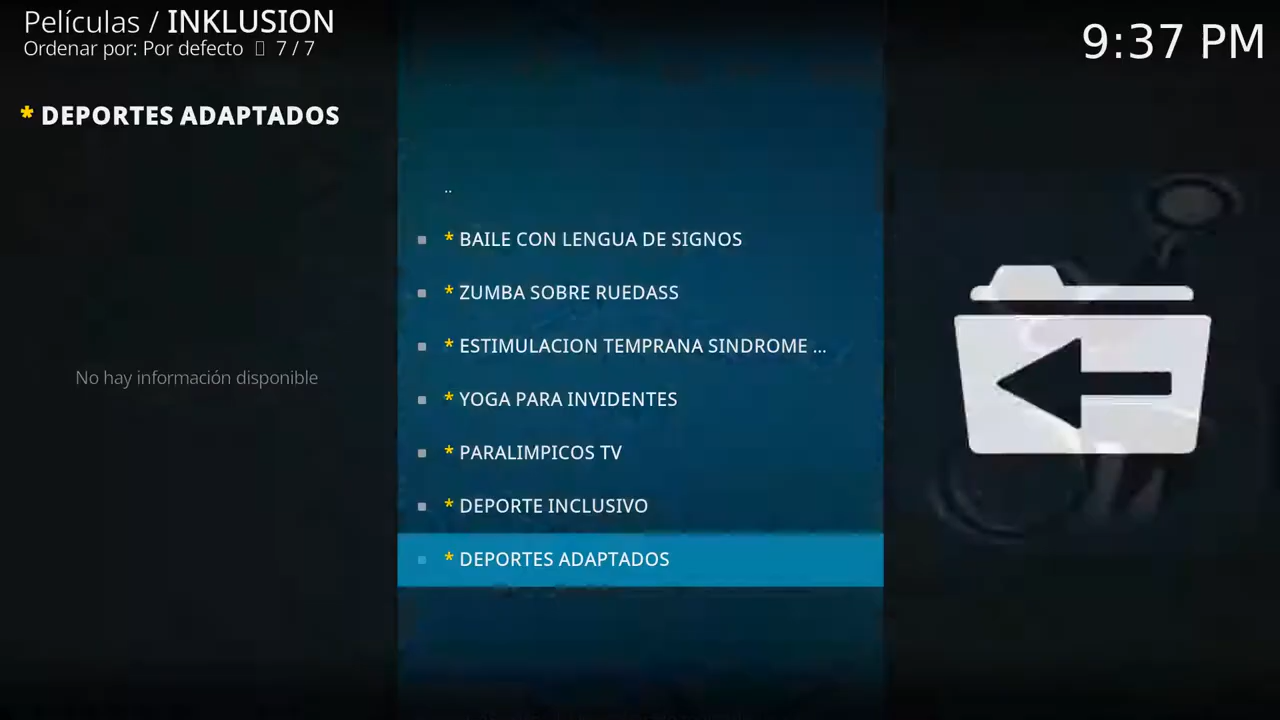 Películas / INKLUSION
Ordenar por: Por defecto 7 / 7
9:37 PM
* DEPORTES ADAPTADOS
No hay información disponible
..
* BAILE CON LENGUA DE SIGNOS
* ZUMBA SOBRE RUEDASS
* ESTIMULACION TEMPRANA SINDROME ...
* YOGA PARA INVIDENTES
* PARALIMPICOS TV
* DEPORTE INCLUSIVO
* DEPORTES ADAPTADOS